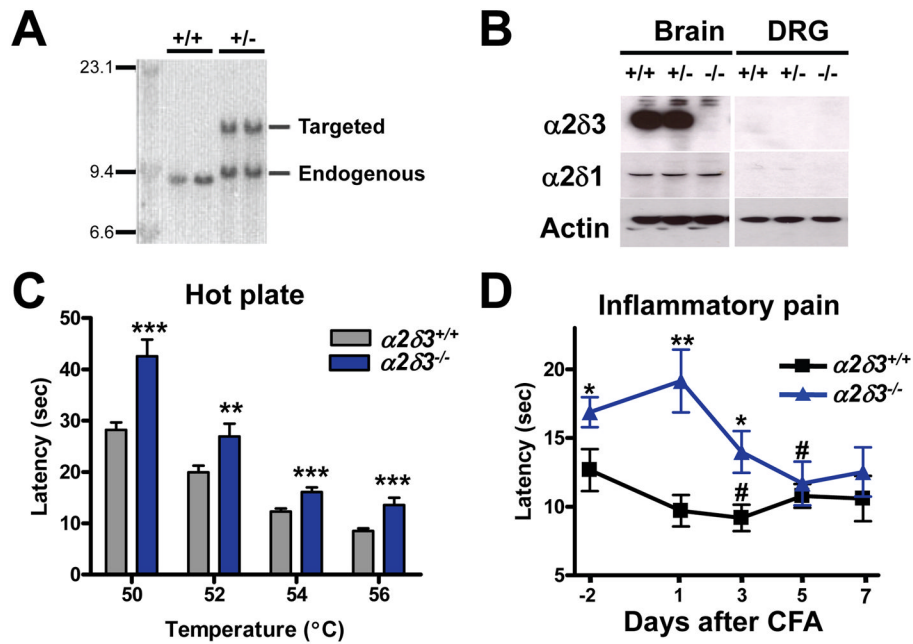 A
+/+ +/-
23.1
Targeted
9.4
Endogenous
6.6
B
Brain DRG
+/+ +/- -/- +/+ +/- -/-
α2δ3
α2δ1
Actin
C
Hot plate
α2δ3+/+
α2δ3-/-
Latency (sec)
50
40
30
20
10
0
***
**
***
***
50 52 54 56
Temperature (°C)
D
Inflammatory pain
α2δ3+/+
α2δ3-/-
Latency (sec)
20
15
10
5
*
**
*
#
#
-2 1 3 5 7
Days after CFA